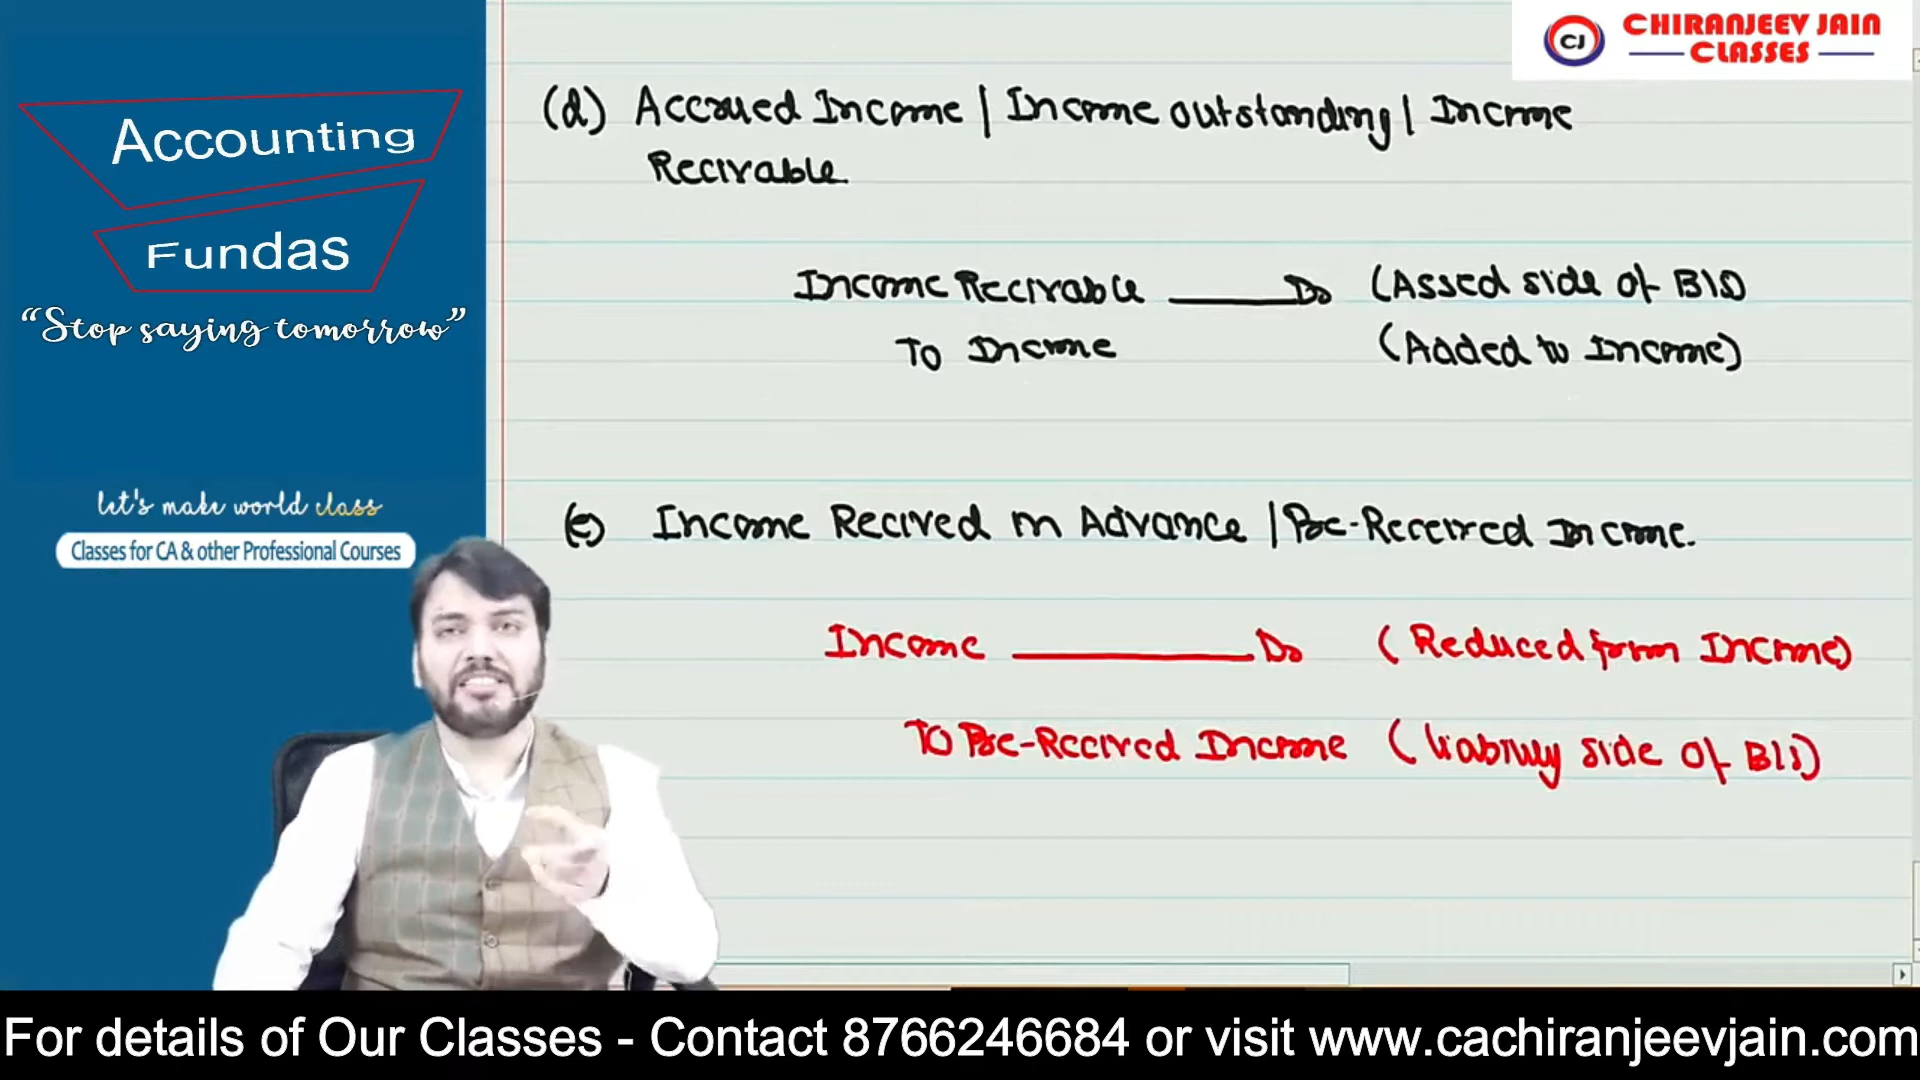 CHIRANJEEV JAIN
CJ
CLASSES
Accounting
Fundas
"Stop saying tomorrow"
let's make world class
Classes for CA & other Professional Courses
(d) Accrued Income | Income outstanding | Income
Recivable
Income Recivable Dr (Assed side of B/S)
To Income (Added to Income)
(e) Income Recived in Advance | Pre-Received Income.
Income Dr (Reduced form Income)
To Pre-Recived Income (liability side of B/S)
For details of Our Classes - Contact 8766246684 or visit www.cachiranjeevjain.com